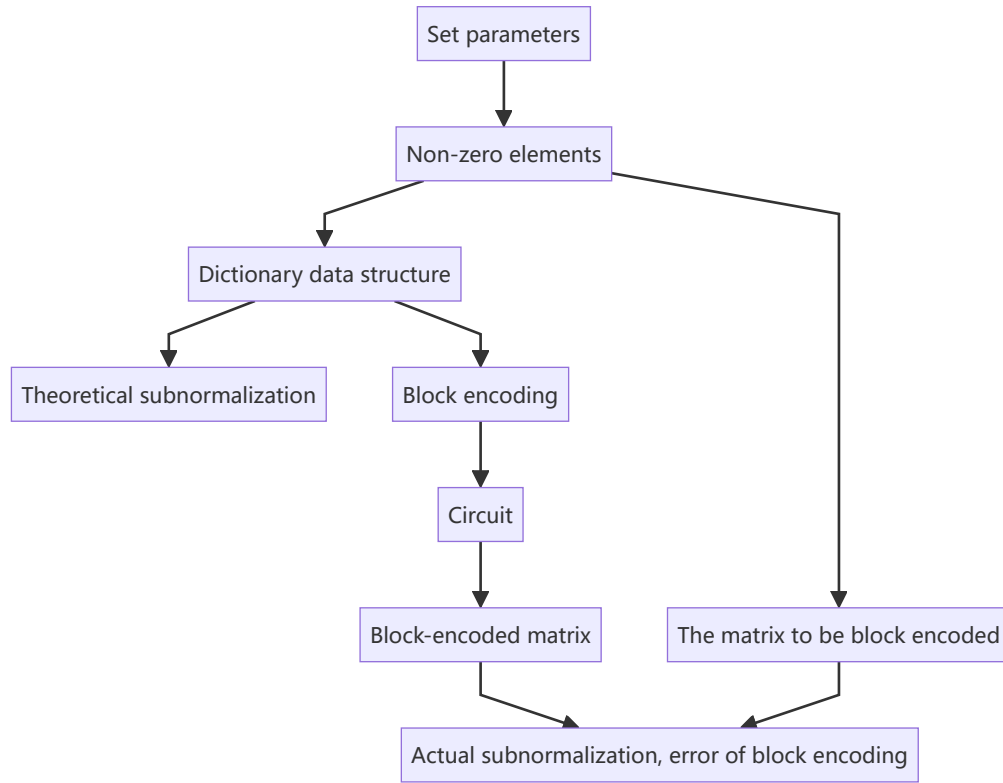 Set parameters
Non-zero elements
Dictionary data structure
Theoretical subnormalization
Block encoding
Circuit
Block-encoded matrix
The matrix to be block encoded
Actual subnormalization, error of block encoding